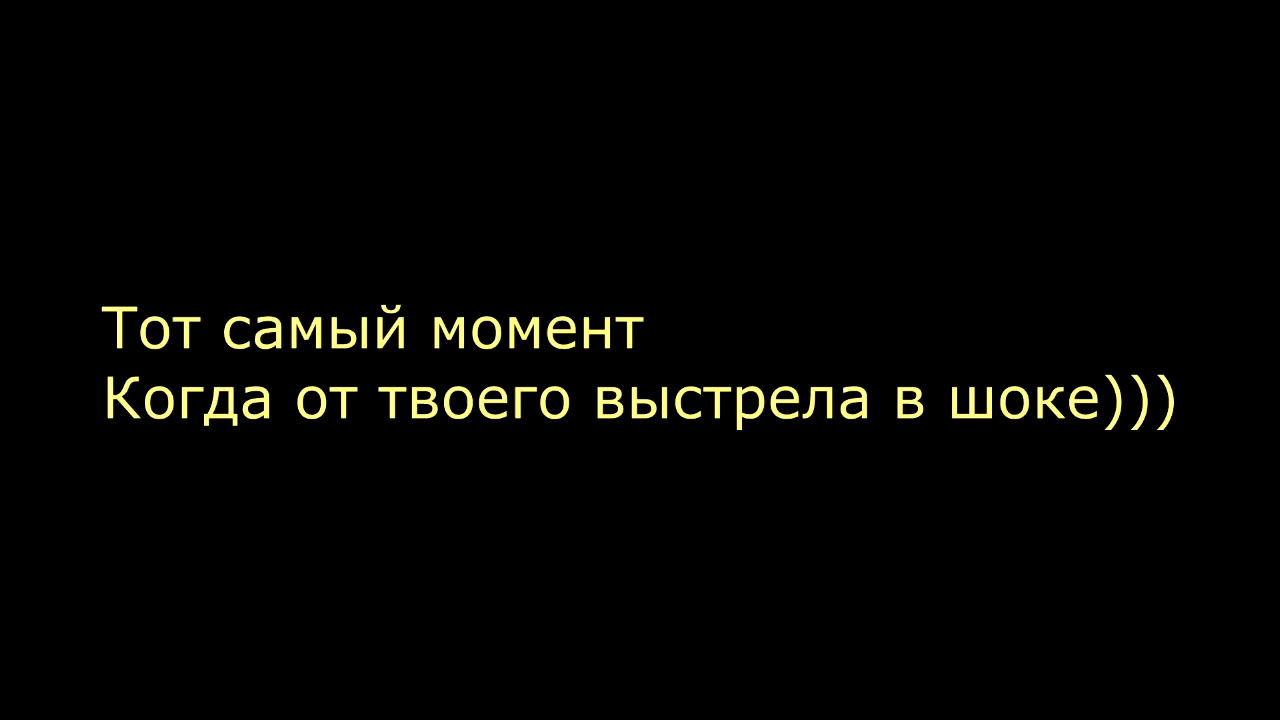 Тот самый момент
Когда от твоего выстрела в шоке)))